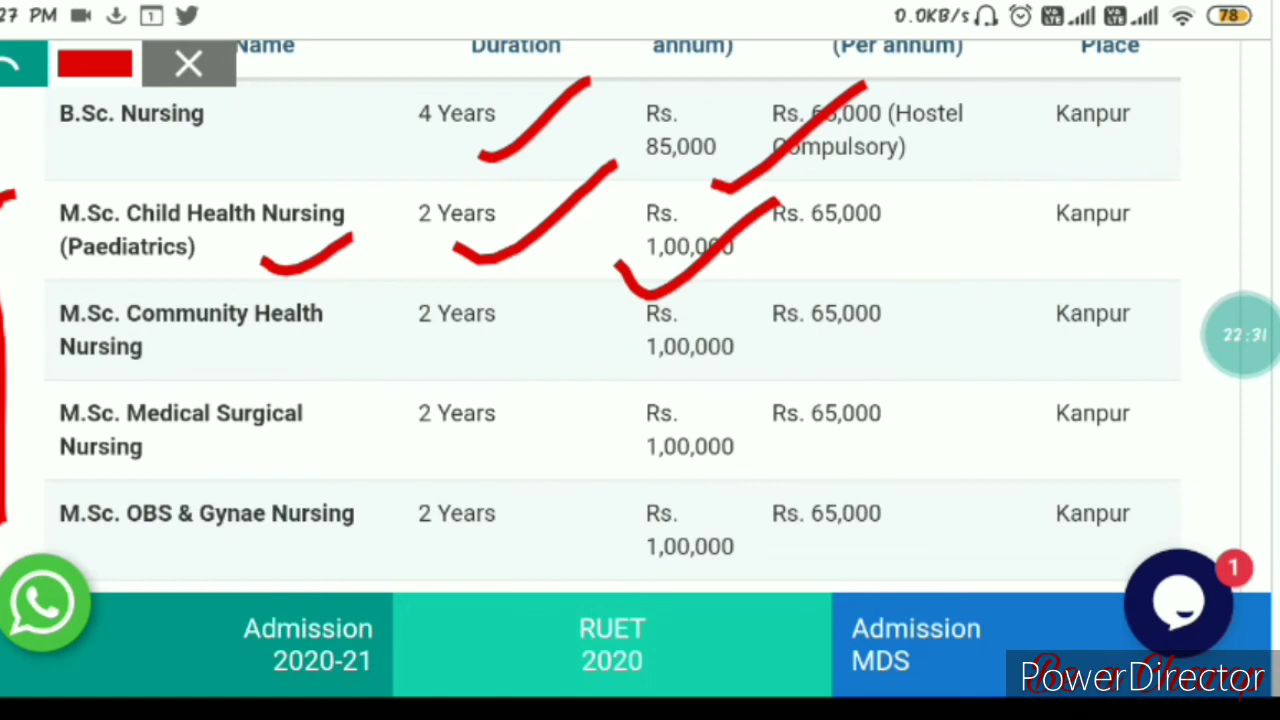 27 PM 1 0.0KB/s 78
Name Duration annum) (Per annum) Place
B.Sc. Nursing 4 Years Rs. 85,000 Rs. 65,000 (Hostel Compulsory) Kanpur
M.Sc. Child Health Nursing (Paediatrics) 2 Years Rs. 1,00,000 Rs. 65,000 Kanpur
M.Sc. Community Health Nursing 2 Years Rs. 1,00,000 Rs. 65,000 Kanpur
22:31
M.Sc. Medical Surgical Nursing 2 Years Rs. 1,00,000 Rs. 65,000 Kanpur
M.Sc. OBS & Gynae Nursing 2 Years Rs. 1,00,000 Rs. 65,000 Kanpur
1
Admission 2020-21
RUET 2020
Admission MDS
PowerDirector